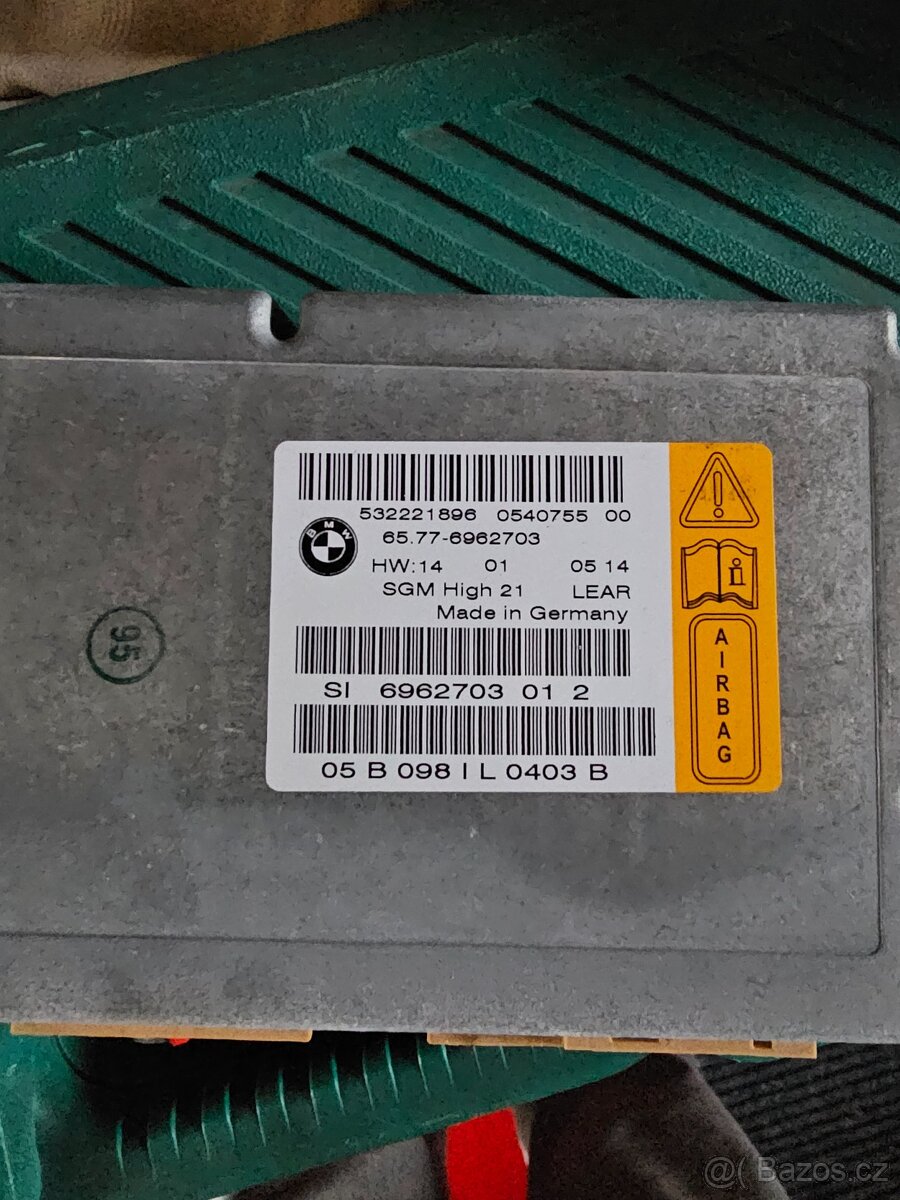 532221896 0540755 00
BMW
65.77-6962703
HW:14 01 05 14
SGM High 21 LEAR
Made in Germany
SI 6962703 01 2
05 B 098 I L 0403 B
AIRBAG
95
@( Bazos.cz